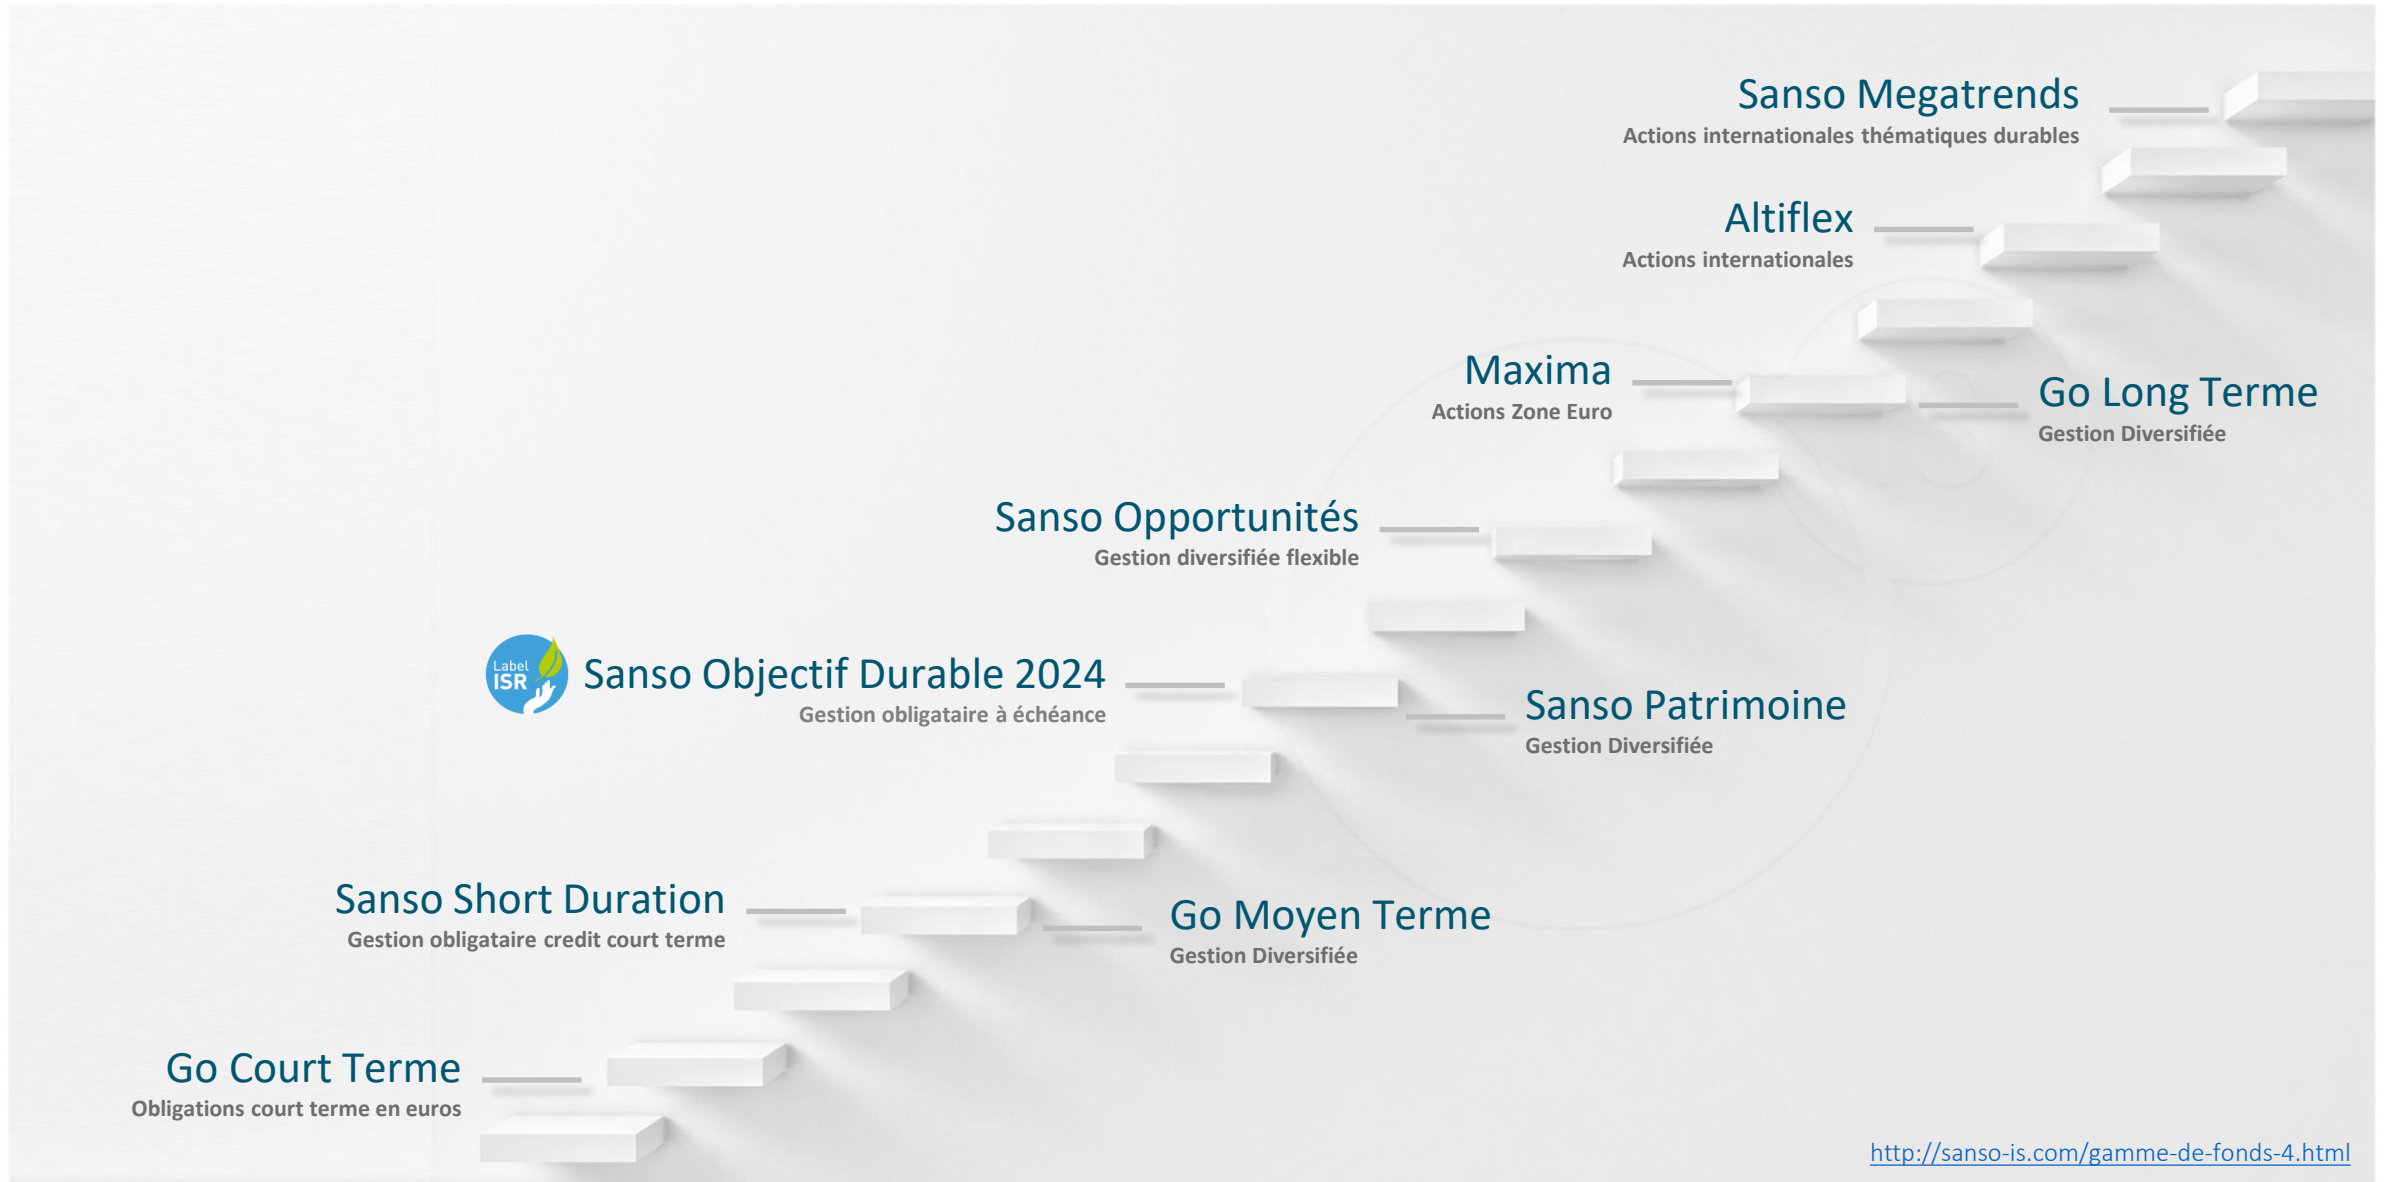 Sanso Megatrends
Actions internationales thématiques durables
Altiflex
Actions internationales
Maxima
Actions Zone Euro
Go Long Terme
Gestion Diversifiée
Sanso Opportunités
Gestion diversifiée flexible
Label
ISR
Sanso Objectif Durable 2024
Gestion obligataire à échéance
Sanso Patrimoine
Gestion Diversifiée
Sanso Short Duration
Gestion obligataire credit court terme
Go Moyen Terme
Gestion Diversifiée
Go Court Terme
Obligations court terme en euros
http://sanso-is.com/gamme-de-fonds-4.html